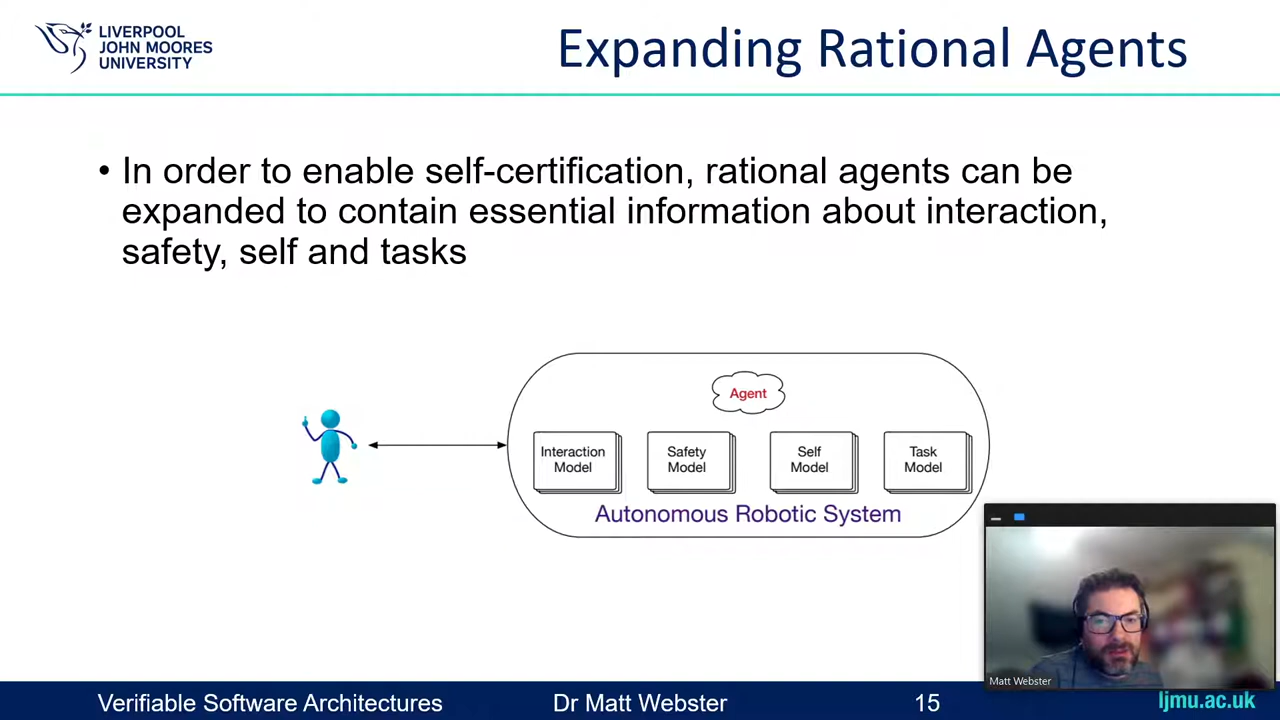 LIVERPOOL
JOHN MOORES
UNIVERSITY
Expanding Rational Agents
• In order to enable self-certification, rational agents can be
expanded to contain essential information about interaction,
safety, self and tasks
Agent
Interaction
Model
Safety
Model
Self
Model
Task
Model
Autonomous Robotic System
Matt Webster
Verifiable Software Architectures
Dr Matt Webster
15
ljmu.ac.uk